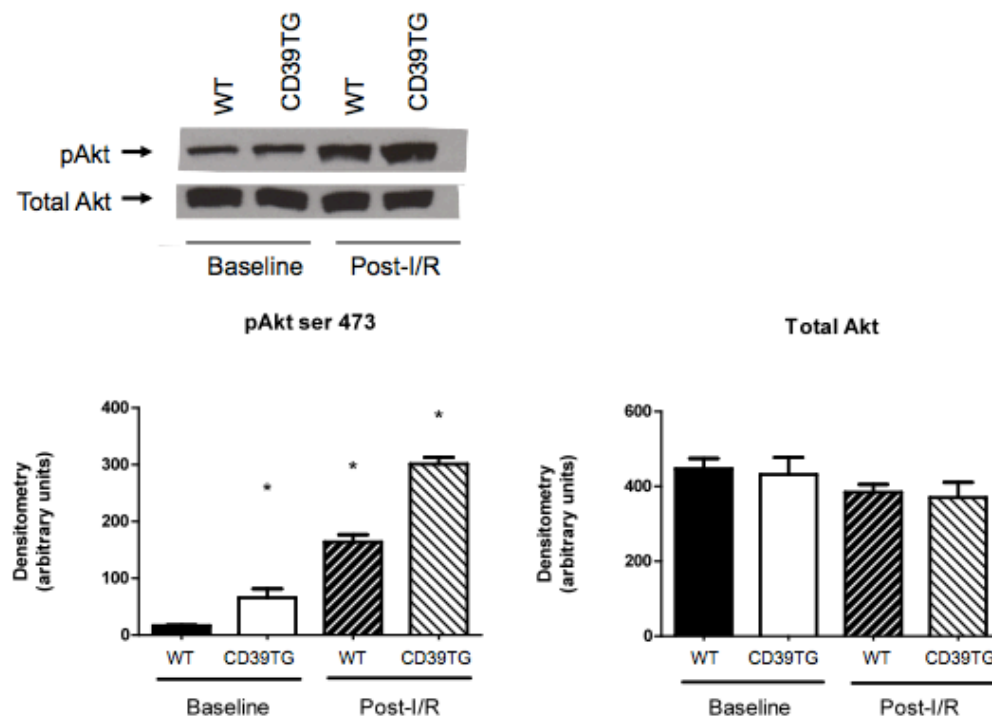 WT CD39TG WT CD39TG
pAkt
Total Akt
Baseline Post-I/R
pAkt ser 473
Densitometry
(arbitrary units)
400
300
200
100
0
*
*
*
WT CD39TG WT CD39TG
Baseline Post-I/R
Total Akt
Densitometry
(arbitrary units)
600
400
200
0
WT CD39TG WT CD39TG
Baseline Post-I/R